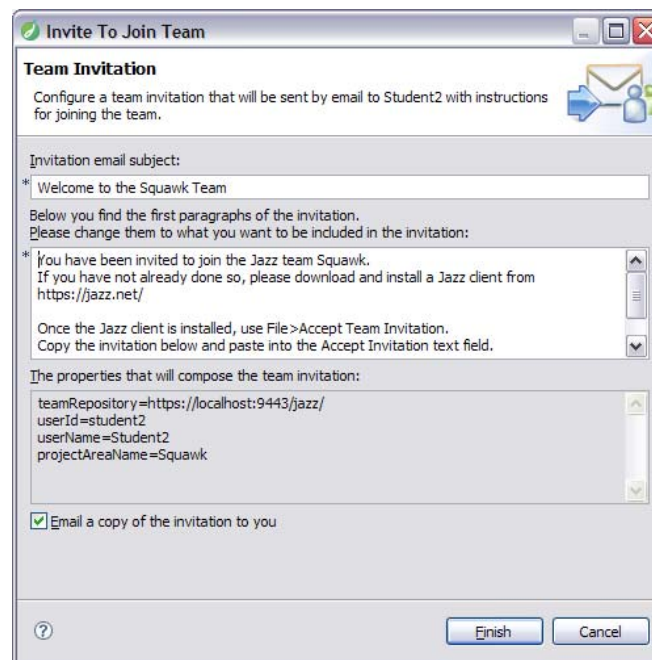 Invite To Join Team
Team Invitation
Configure a team invitation that will be sent by email to Student2 with instructions
for joining the team.
Invitation email subject:
* Welcome to the Squawk Team
Below you find the first paragraphs of the invitation.
Please change them to what you want to be included in the invitation:
* You have been invited to join the Jazz team Squawk.
If you have not already done so, please download and install a Jazz client from
https://jazz.net/
Once the Jazz client is installed, use File>Accept Team Invitation.
Copy the invitation below and paste into the Accept Invitation text field.
The properties that will compose the team invitation:
teamRepository=https://localhost:9443/jazz/
userId=student2
userName=Student2
projectAreaName=Squawk
Email a copy of the invitation to you
? Finish Cancel